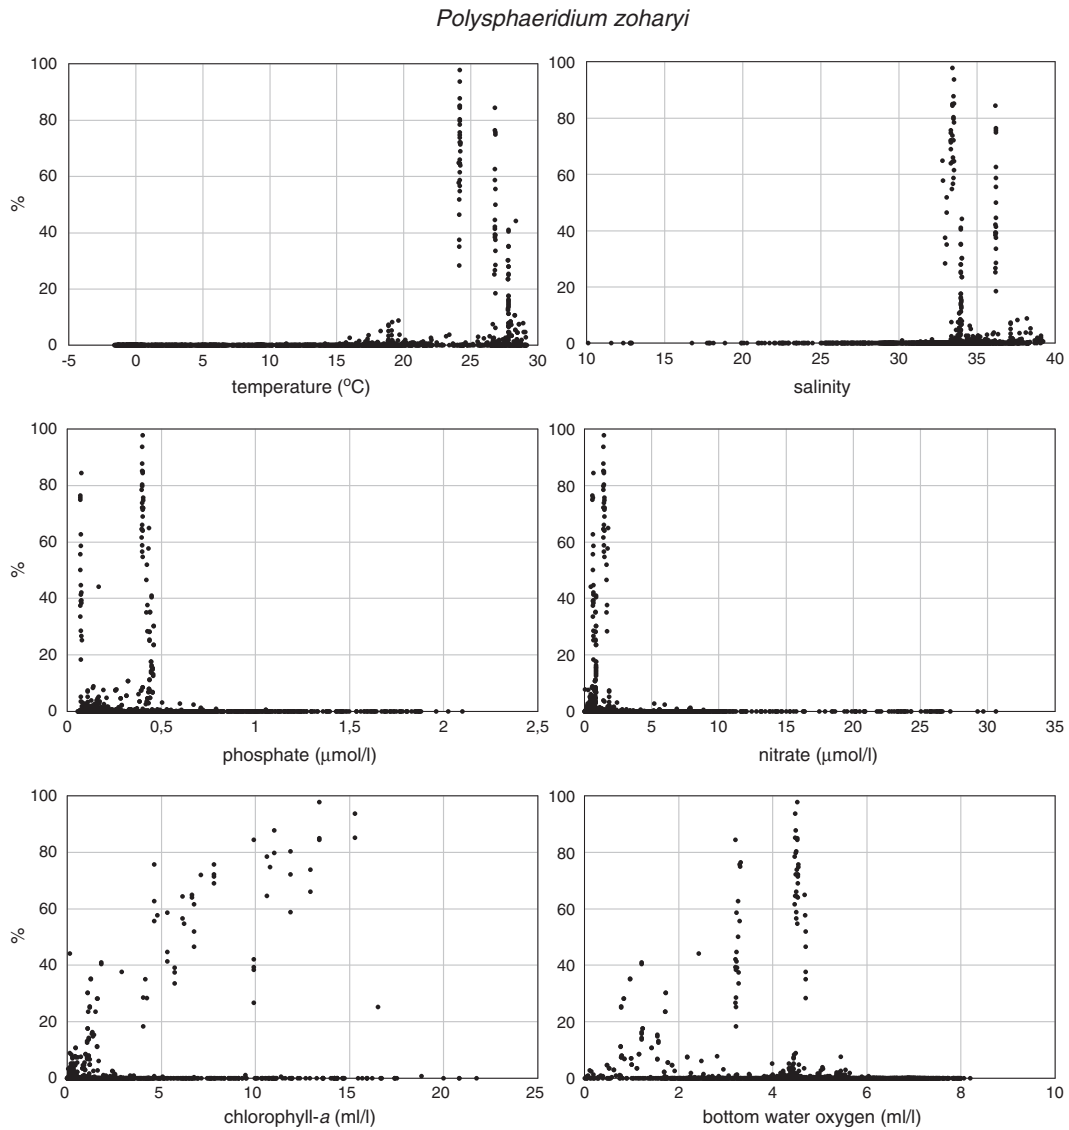 Polysphaeridium zoharyi
100 80 60 40 20 0
%
-5 0 5 10 15 20 25 30
temperature (°C)
100 80 60 40 20 0
10 15 20 25 30 35 40
salinity
100 80 60 40 20 0
%
0 0,5 1 1,5 2 2,5
phosphate (μmol/l)
100 80 60 40 20 0
0 5 10 15 20 25 30 35
nitrate (μmol/l)
100 80 60 40 20 0
%
0 5 10 15 20 25
chlorophyll-a (ml/l)
100 80 60 40 20 0
0 2 4 6 8 10
bottom water oxygen (ml/l)